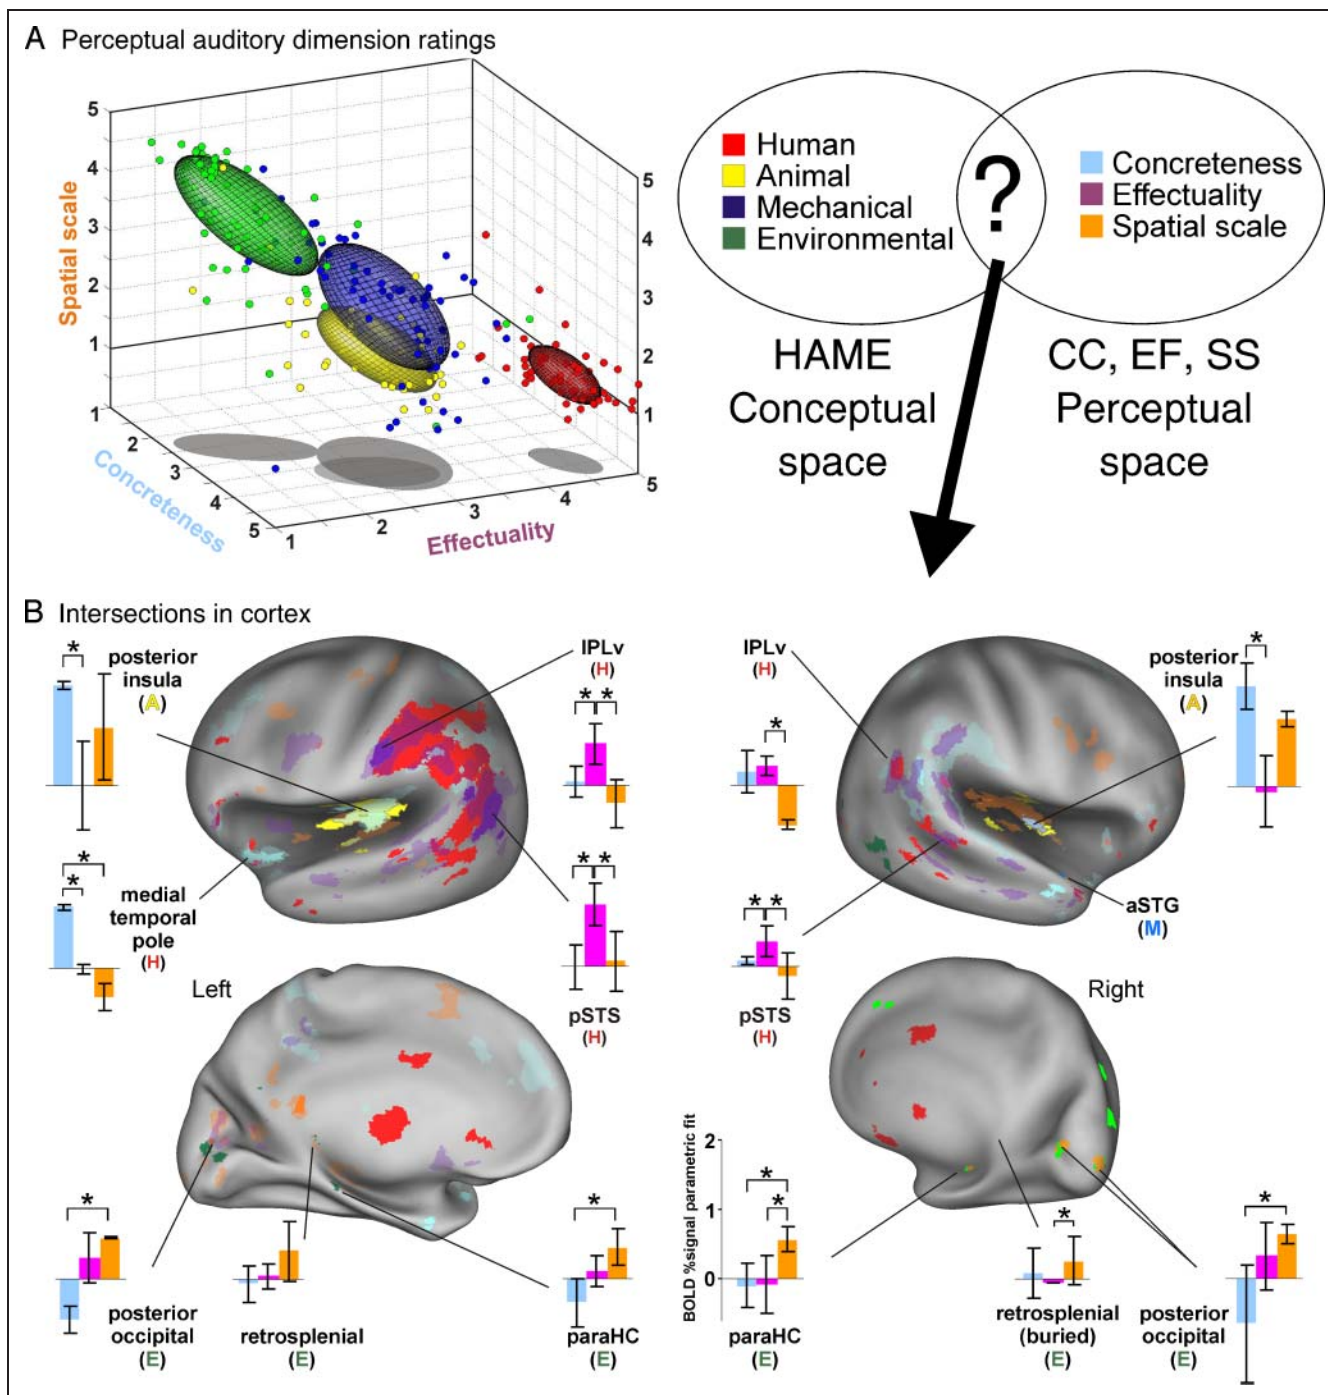 A Perceptual auditory dimension ratings
5
4
3
2
1
1
Spatial scale
2
3
4
5
Concreteness
1
2
3
4
5
Effectuality
5
4
3
2
1
Human
Animal
Mechanical
Environmental
?
Concreteness
Effectuality
Spatial scale
HAME
Conceptual
space
CC, EF, SS
Perceptual
space
B Intersections in cortex
*
posterior
insula
(A)
IPLv
(H)
* *
*
*
medial
temporal
pole
(H)
* *
pSTS
(H)
Left
IPLv
(H)
*
posterior
insula
(A)
*
* *
pSTS
(H)
aSTG
(M)
Right
*
posterior
occipital
(E)
retrosplenial
(E)
*
paraHC
(E)
BOLD %signal parametric fit
2
1
0
*
*
paraHC
(E)
*
retrosplenial
(buried)
(E)
*
posterior
occipital
(E)